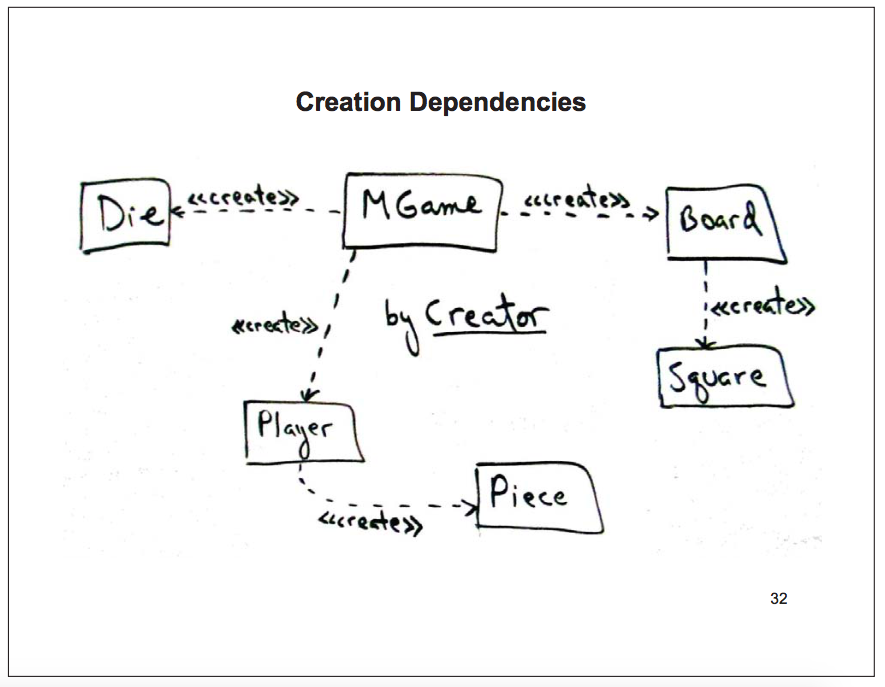 Creation Dependencies
Die
<<create>>
MGame
<<create>>
Board
<<create>>
by Creator
<<create>>
Square
Player
Piece
<<create>>
32